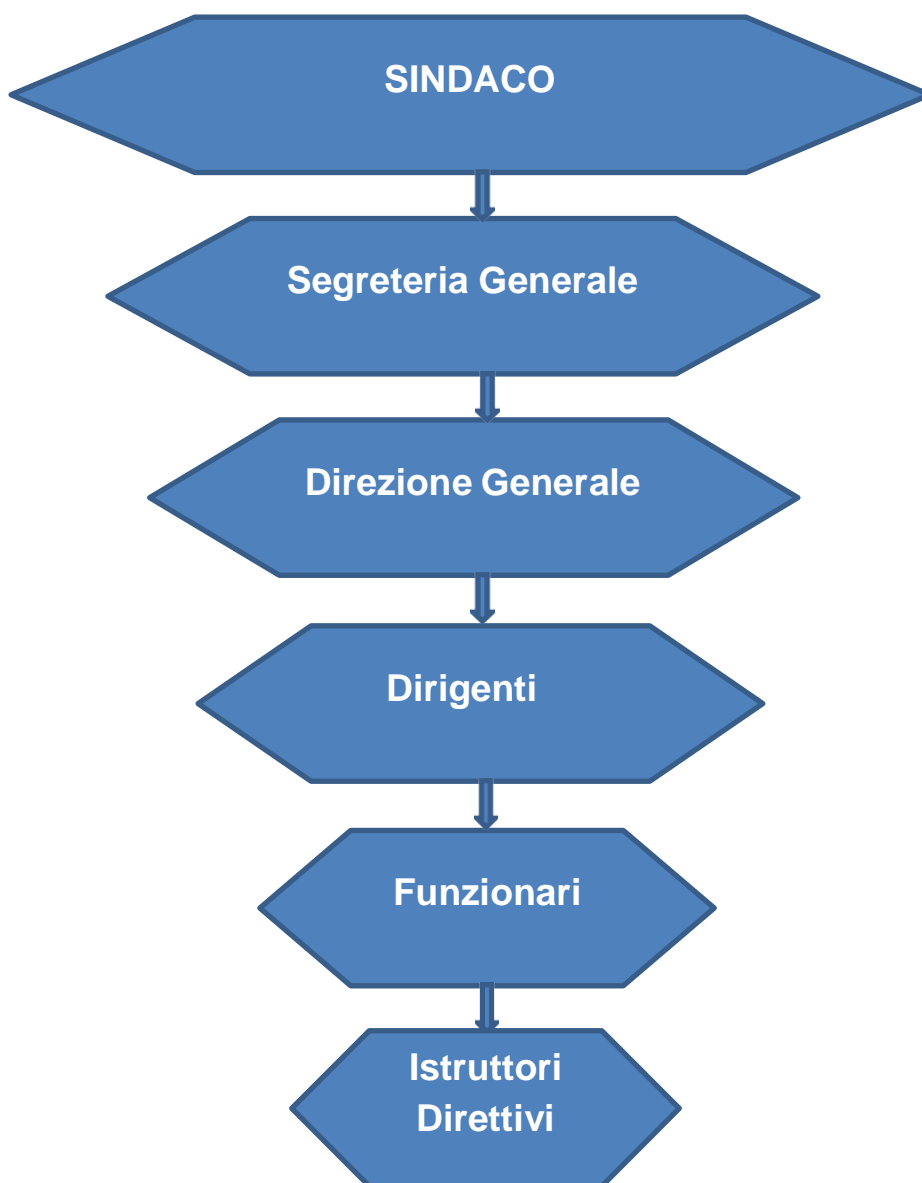 SINDACO
Segreteria Generale
Direzione Generale
Dirigenti
Funzionari
Istruttori
Direttivi